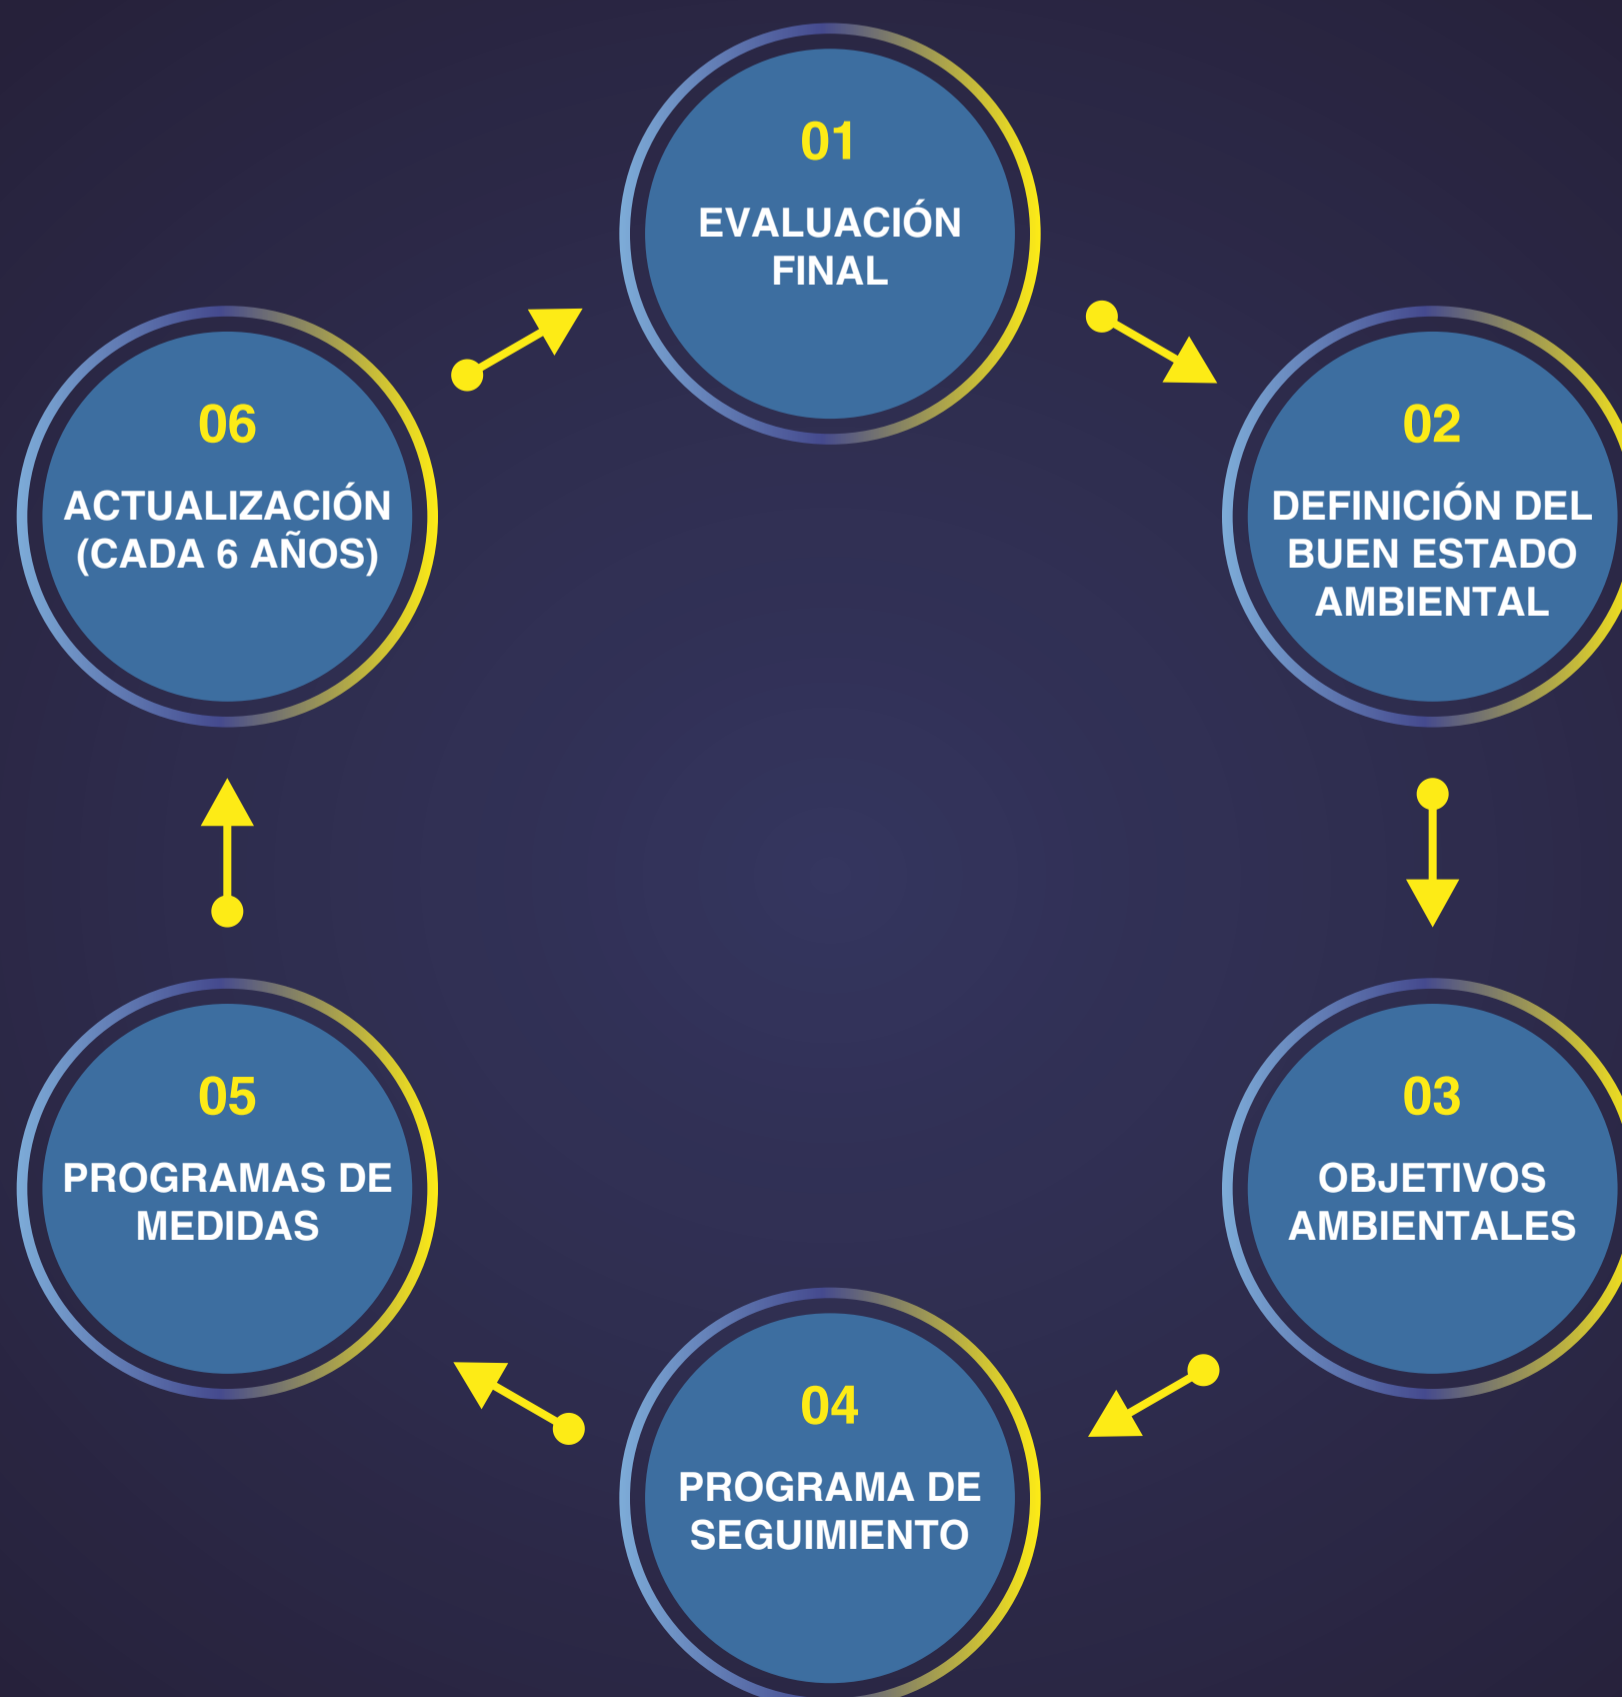 01
EVALUACIÓN
FINAL
02
DEFINICIÓN DEL
BUEN ESTADO
AMBIENTAL
03
OBJETIVOS
AMBIENTALES
04
PROGRAMA DE
SEGUIMIENTO
05
PROGRAMAS DE
MEDIDAS
06
ACTUALIZACIÓN
(CADA 6 AÑOS)